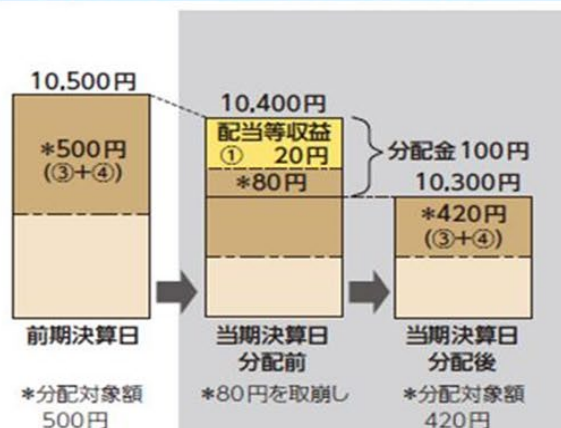 10,500円
*500円
(③+④)
前期決算日
*分配対象額
500円
10,400円
配当等収益
① 20円
*80円
分配金100円
当期決算日
分配前
*80円を取崩し
10,300円
*420円
(③+④)
当期決算日
分配後
*分配対象額
420円